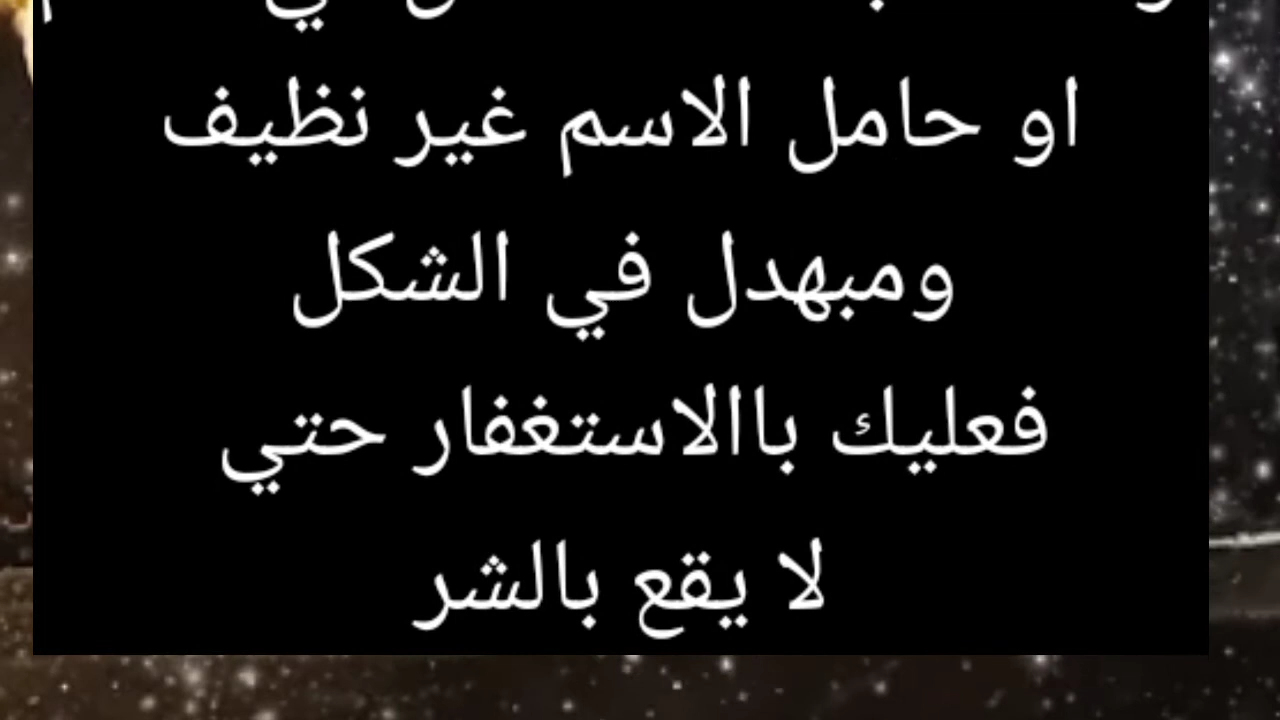 او حامل الاسم غير نظيف
ومبهدل في الشكل
فعليك باالاستغفار حتي
لا يقع بالشر